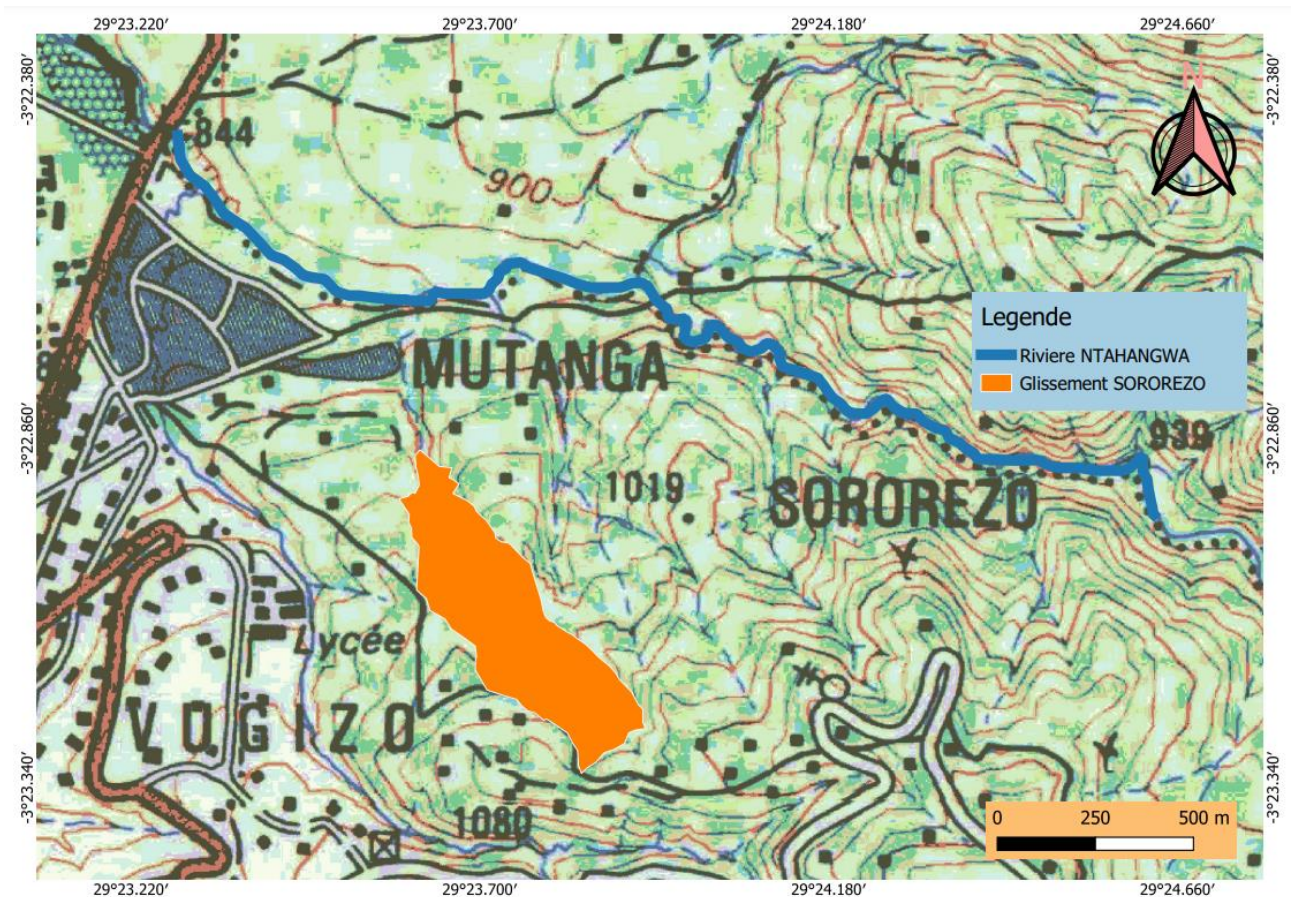 29°23.220′ 29°23.700′ 29°24.180′ 29°24.660′
-3°22.380′ -3°22.380′
N
844
900
Legende
Riviere NTAHANGWA
Glissement SOROREZO
MUTANGA
-3°22.860′ -3°22.860′
939
1019
SOROREZO
Lycée
VUGIZO
-3°23.340′ -3°23.340′
1080
0 250 500 m
29°23.220′ 29°23.700′ 29°24.180′ 29°24.660′